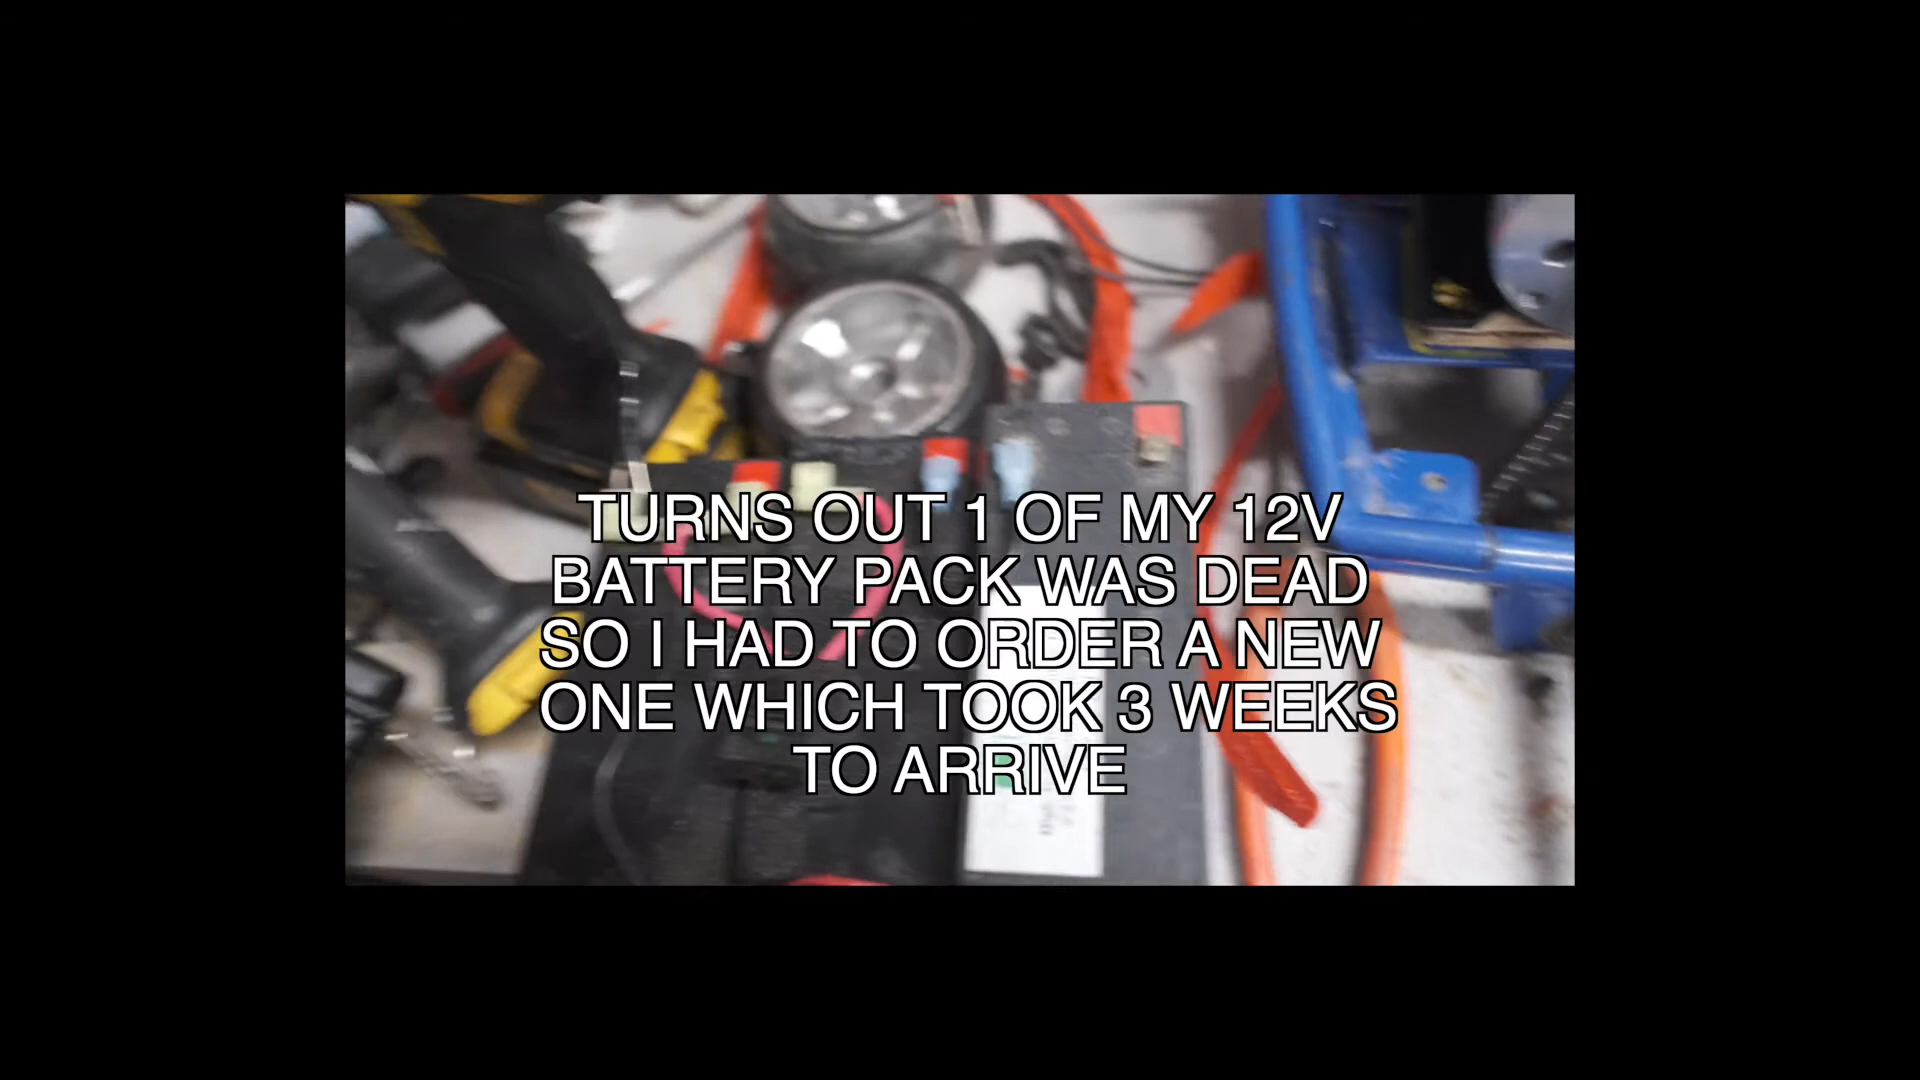 TURNS OUT 1 OF MY 12V
BATTERY PACK WAS DEAD
SO I HAD TO ORDER A NEW
ONE WHICH TOOK 3 WEEKS
TO ARRIVE